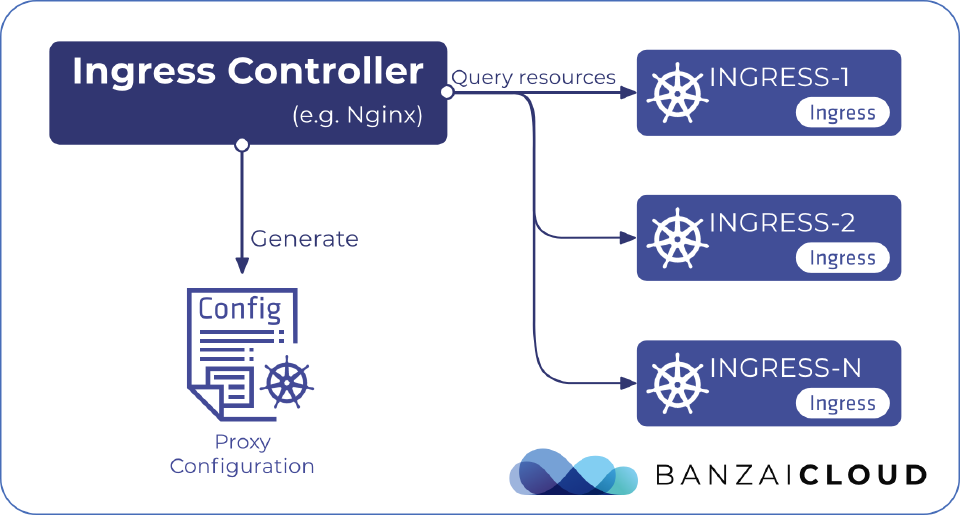 Ingress Controller
(e.g. Nginx)
Query resources
INGRESS-1
Ingress
INGRESS-2
Ingress
INGRESS-N
Ingress
Generate
Config
Proxy
Configuration
BANZAICLOUD